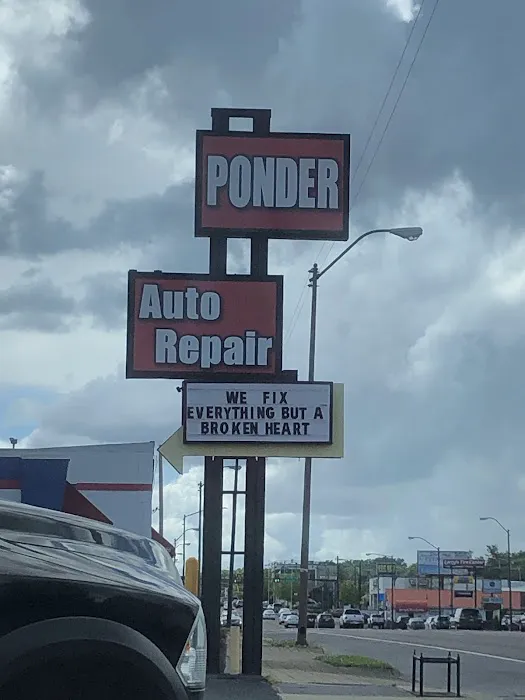 PONDER
Auto
Repair
WE FIX
EVERYTHING BUT A
BROKEN HEART